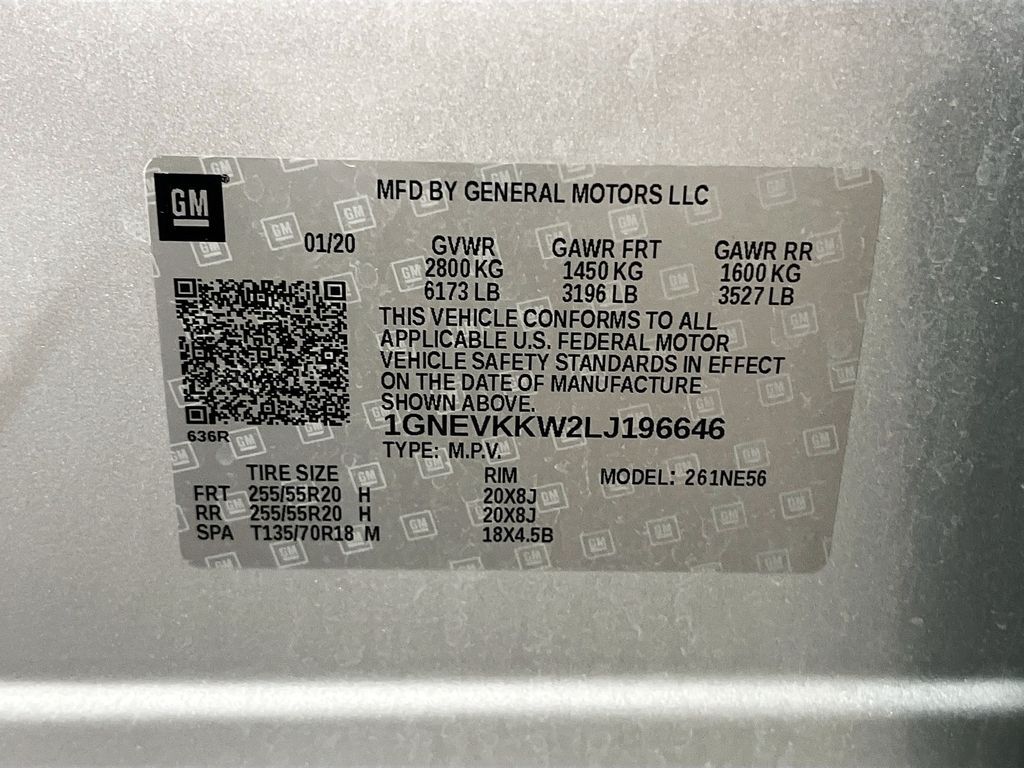 GM
MFD BY GENERAL MOTORS LLC
01/20 GVWR GAWR FRT GAWR RR
2800 KG 1450 KG 1600 KG
6173 LB 3196 LB 3527 LB
THIS VEHICLE CONFORMS TO ALL
APPLICABLE U.S. FEDERAL MOTOR
VEHICLE SAFETY STANDARDS IN EFFECT
ON THE DATE OF MANUFACTURE
SHOWN ABOVE.
636R
1GNEVKKW2LJ196646
TYPE: M.P.V.
TIRE SIZE RIM MODEL: 261NE56
FRT 255/55R20 H 20X8J
RR 255/55R20 H 20X8J
SPA T135/70R18 M 18X4.5B